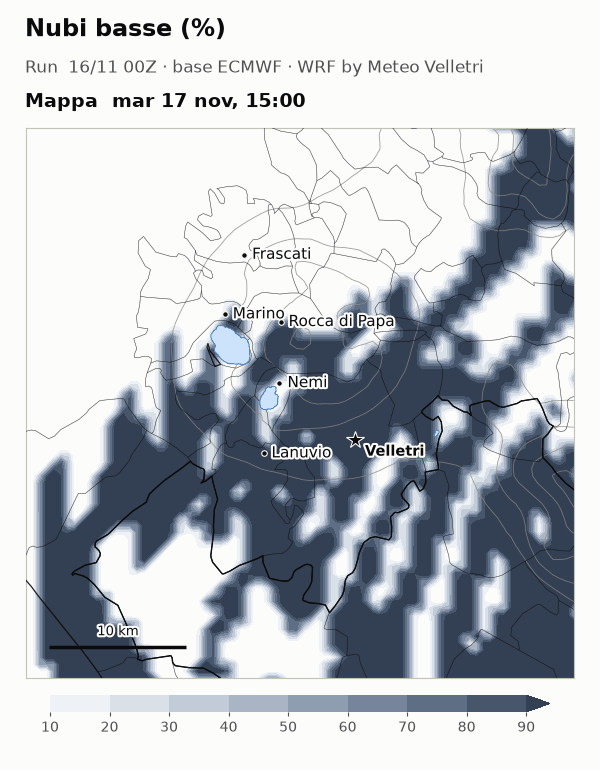 Nubi basse (%)
Run  16/11 00Z · base ECMWF · WRF by Meteo Velletri
Mappa  mar 17 nov, 15:00
Frascati
Marino
Rocca di Papa
Nemi
Velletri
Lanuvio
10 km
10 20 30 40 50 60 70 80 90